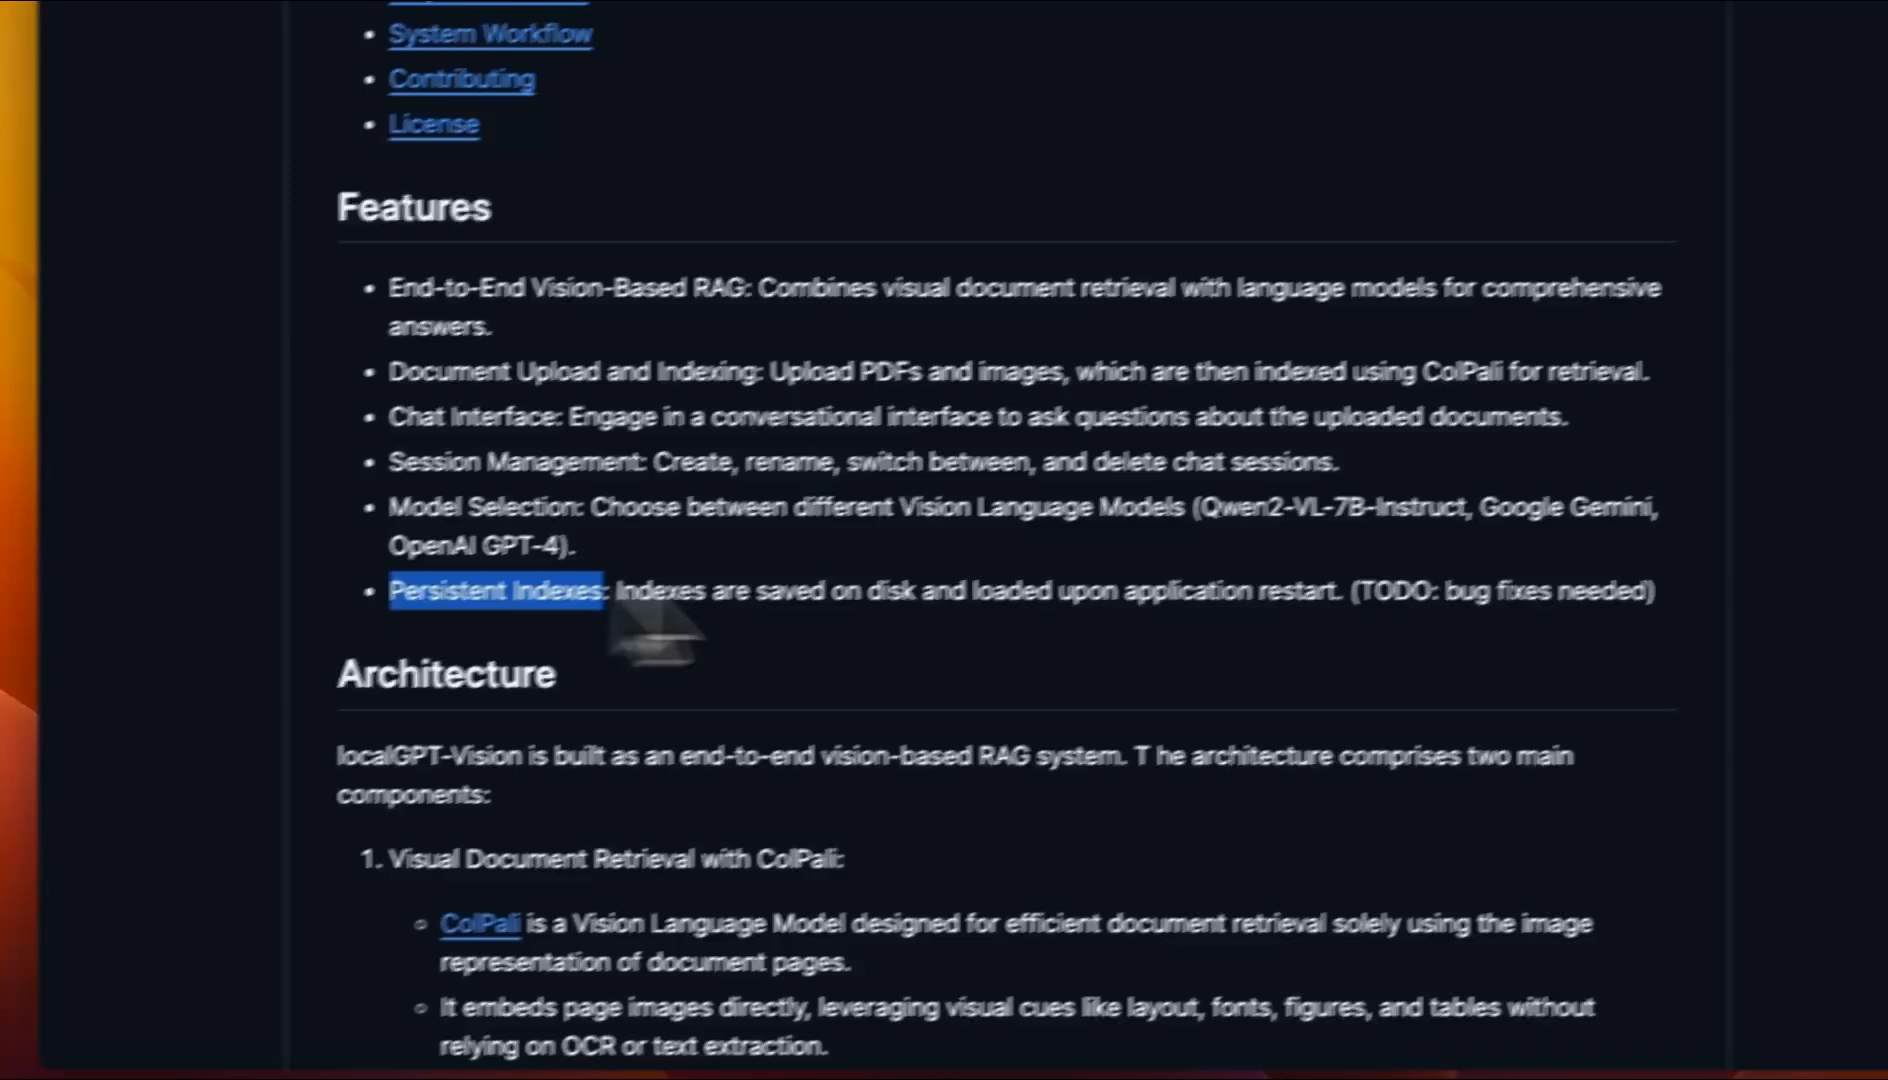 System Workflow
Contributing
License
Features
End-to-End Vision-Based RAG: Combines visual document retrieval with language models for comprehensive
answers.
Document Upload and Indexing: Upload PDFs and images, which are then indexed using ColPali for retrieval.
Chat Interface: Engage in a conversational interface to ask questions about the uploaded documents.
Session Management: Create, rename, switch between, and delete chat sessions.
Model Selection: Choose between different Vision Language Models (Qwen2-VL-7B-Instruct, Google Gemini,
OpenAI GPT-4).
Persistent Indexes: Indexes are saved on disk and loaded upon application restart. (TODO: bug fixes needed)
Architecture
localGPT-Vision is built as an end-to-end vision-based RAG system. T he architecture comprises two main
components:
1. Visual Document Retrieval with ColPali:
ColPali is a Vision Language Model designed for efficient document retrieval solely using the image
representation of document pages.
It embeds page images directly, leveraging visual cues like layout, fonts, figures, and tables without
relying on OCR or text extraction.